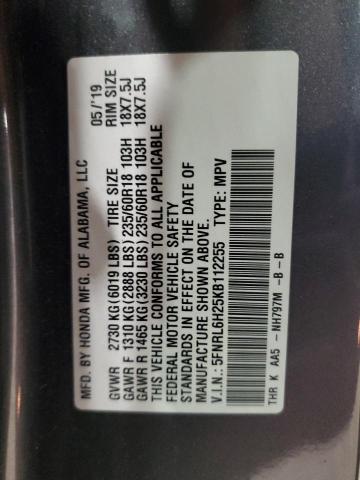 MFD. BY HONDA MFG. OF ALABAMA, LLC 05/'19
GVWR 2730 KG(6019 LBS) TIRE SIZE RIM SIZE
GAWR F 1310 KG(2888 LBS)235/60R18 103H 18X7.5J
GAWR R 1465 KG(3230 LBS)235/60R18 103H 18X7.5J
THIS VEHICLE CONFORMS TO ALL APPLICABLE
FEDERAL MOTOR VEHICLE SAFETY
STANDARDS IN EFFECT ON THE DATE OF
MANUFACTURE SHOWN ABOVE.
V.I.N.: 5FNRL6H25KB112255 TYPE: MPV
THR K AA5 - NH797M -B-B